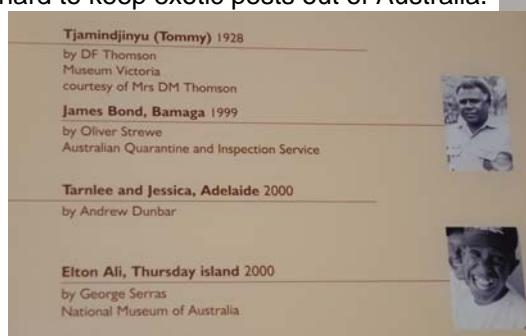 hard to keep exotic pests out of Australia.
Tjamindjinyu (Tommy) 1928
by DF Thomson
Museum Victoria
courtesy of Mrs DM Thomson
James Bond, Bamaga 1999
by Oliver Strewe
Australian Quarantine and Inspection Service
Tarnlee and Jessica, Adelaide 2000
by Andrew Dunbar
Elton Ali, Thursday island 2000
by George Serras
National Museum of Australia